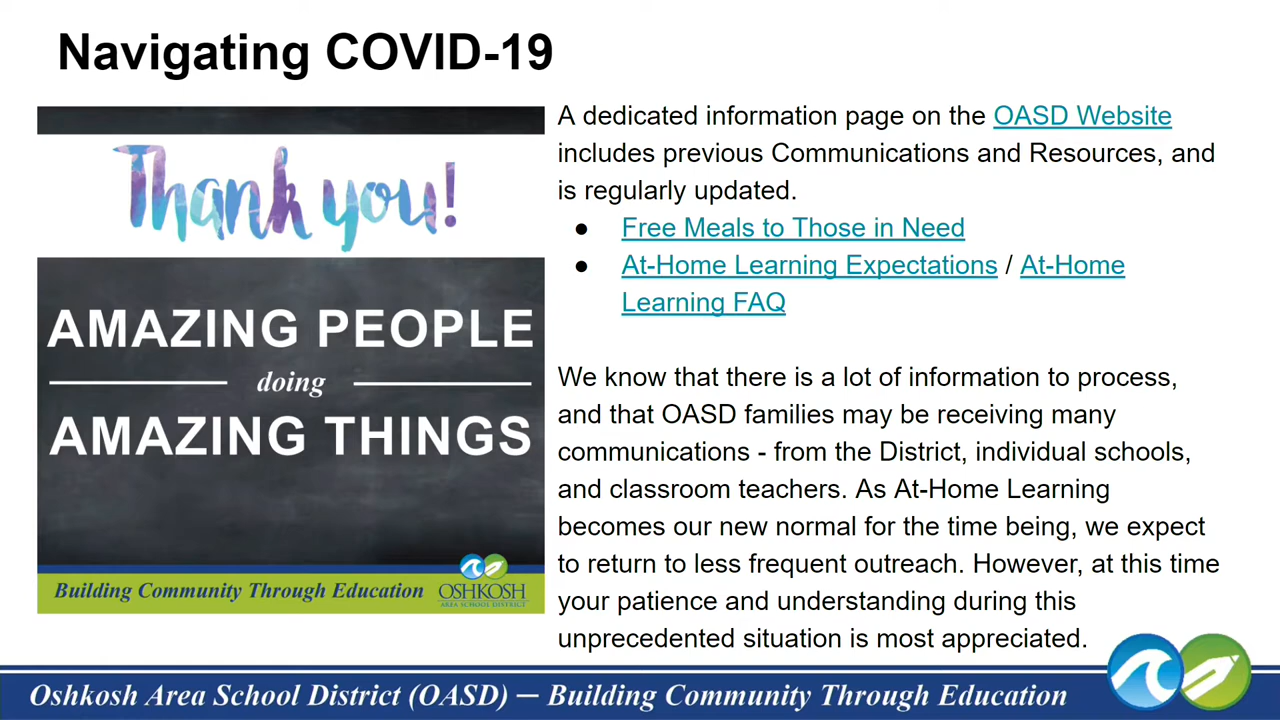 Navigating COVID-19
Thank you!
AMAZING PEOPLE
doing
AMAZING THINGS
Building Community Through Education
OSHKOSH
AREA SCHOOL DISTRICT
A dedicated information page on the OASD Website
includes previous Communications and Resources, and
is regularly updated.
● Free Meals to Those in Need
● At-Home Learning Expectations / At-Home
Learning FAQ
We know that there is a lot of information to process,
and that OASD families may be receiving many
communications - from the District, individual schools,
and classroom teachers. As At-Home Learning
becomes our new normal for the time being, we expect
to return to less frequent outreach. However, at this time
your patience and understanding during this
unprecedented situation is most appreciated.
Oshkosh Area School District (OASD) — Building Community Through Education